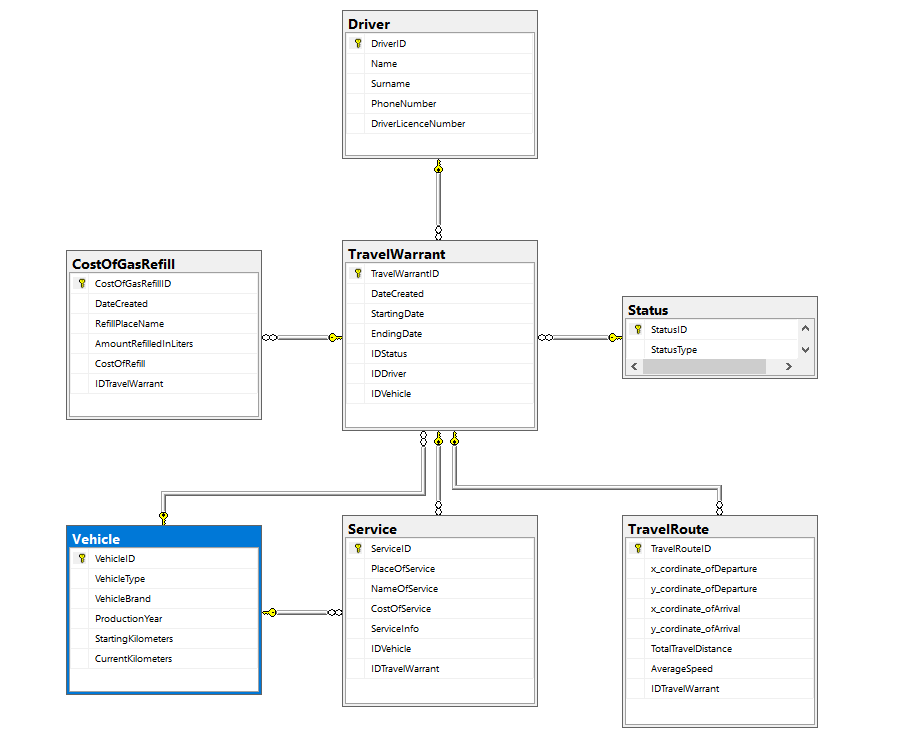 Driver
DriverID
Name
Surname
PhoneNumber
DriverLicenceNumber
CostOfGasRefill
CostOfGasRefillID
DateCreated
RefillPlaceName
AmountRefilledInLiters
CostOfRefill
IDTravelWarrant
TravelWarrant
TravelWarrantID
DateCreated
StartingDate
EndingDate
IDStatus
IDDriver
IDVehicle
Status
StatusID
StatusType
Vehicle
VehicleID
VehicleType
VehicleBrand
ProductionYear
StartingKilometers
CurrentKilometers
Service
ServiceID
PlaceOfService
NameOfService
CostOfService
ServiceInfo
IDVehicle
IDTravelWarrant
TravelRoute
TravelRouteID
x_cordinate_ofDeparture
y_cordinate_ofDeparture
x_cordinate_ofArrival
y_cordinate_ofArrival
TotalTravelDistance
AverageSpeed
IDTravelWarrant